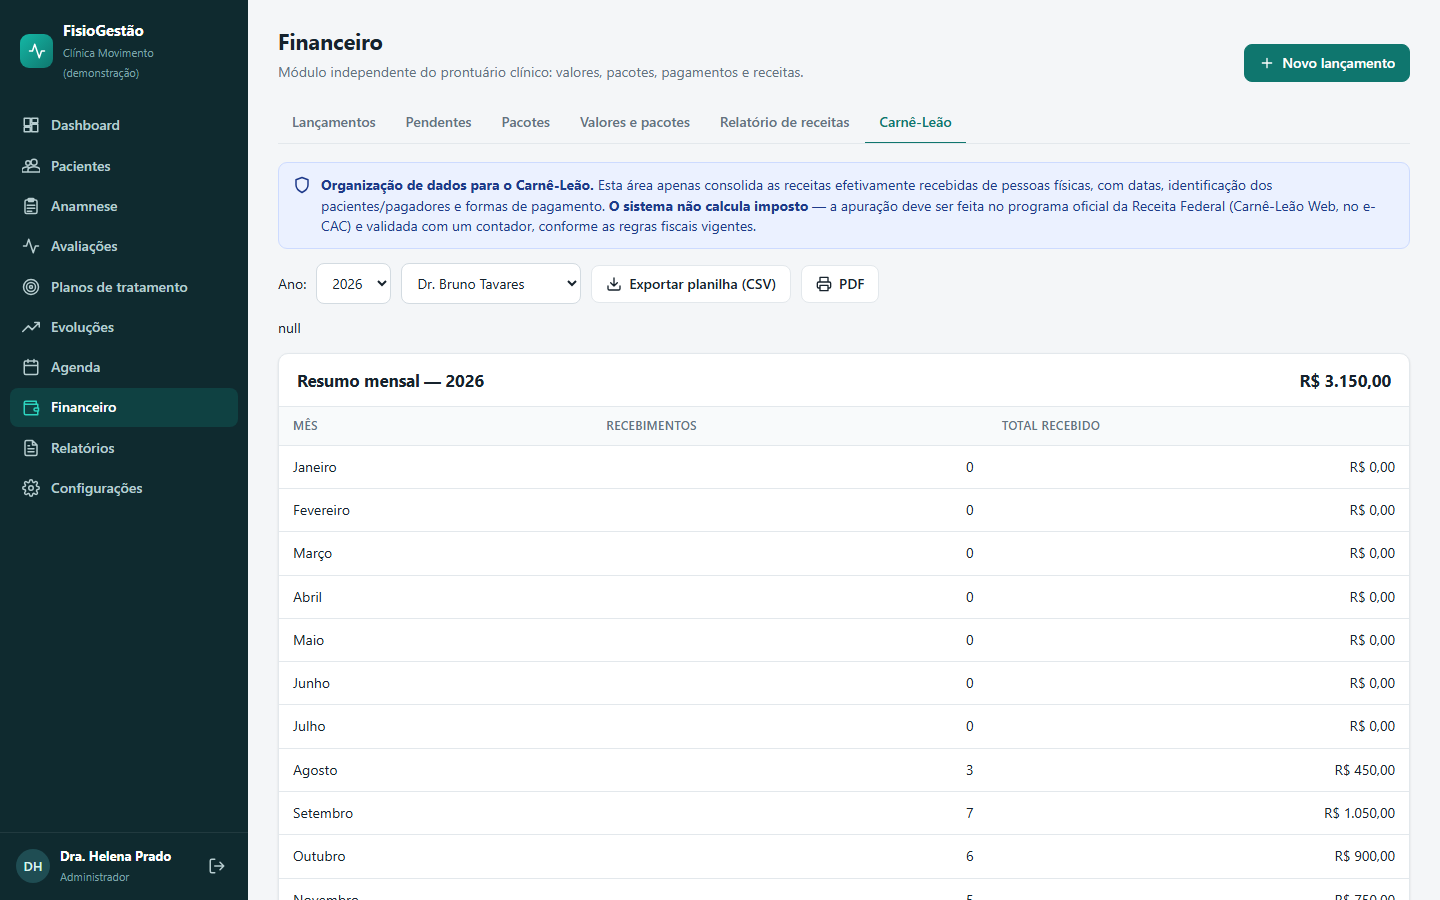 FisioGestão
Clínica Movimento
(demonstração)
Dashboard
Pacientes
Anamnese
Avaliações
Planos de tratamento
Evoluções
Agenda
Financeiro
Relatórios
Configurações
DH
Dra. Helena Prado
Administrador
Financeiro
Módulo independente do prontuário clínico: valores, pacotes, pagamentos e receitas.
Novo lançamento
Lançamentos Pendentes Pacotes Valores e pacotes Relatório de receitas Carnê-Leão
Organização de dados para o Carnê-Leão. Esta área apenas consolida as receitas efetivamente recebidas de pessoas físicas, com datas, identificação dos
pacientes/pagadores e formas de pagamento. O sistema não calcula imposto — a apuração deve ser feita no programa oficial da Receita Federal (Carnê-Leão Web, no e-
CAC) e validada com um contador, conforme as regras fiscais vigentes.
Ano: 2026 Dr. Bruno Tavares Exportar planilha (CSV) PDF
null
Resumo mensal — 2026 R$ 3.150,00
MÊS RECEBIMENTOS TOTAL RECEBIDO
Janeiro 0 R$ 0,00
Fevereiro 0 R$ 0,00
Março 0 R$ 0,00
Abril 0 R$ 0,00
Maio 0 R$ 0,00
Junho 0 R$ 0,00
Julho 0 R$ 0,00
Agosto 3 R$ 450,00
Setembro 7 R$ 1.050,00
Outubro 6 R$ 900,00
Novembro 5 R$ 750,00